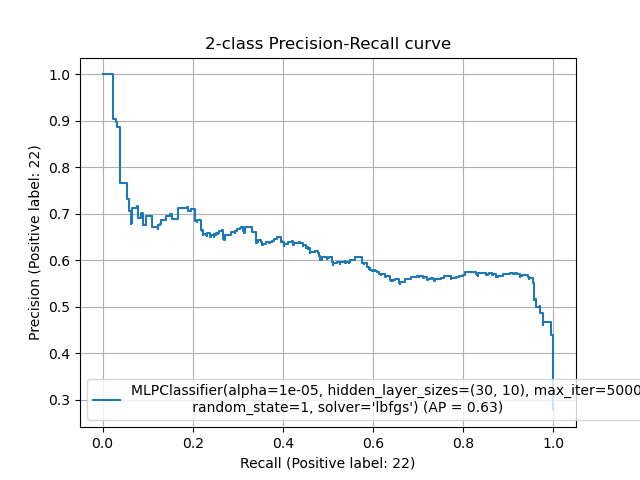 2-class Precision-Recall curve
1.0
0.9
0.8
0.7
0.6
0.5
0.4
0.3
Precision (Positive label: 22)
MLPClassifier(alpha=1e-05, hidden_layer_sizes=(30, 10), max_iter=5000
random_state=1, solver='lbfgs') (AP = 0.63)
0.0 0.2 0.4 0.6 0.8 1.0
Recall (Positive label: 22)